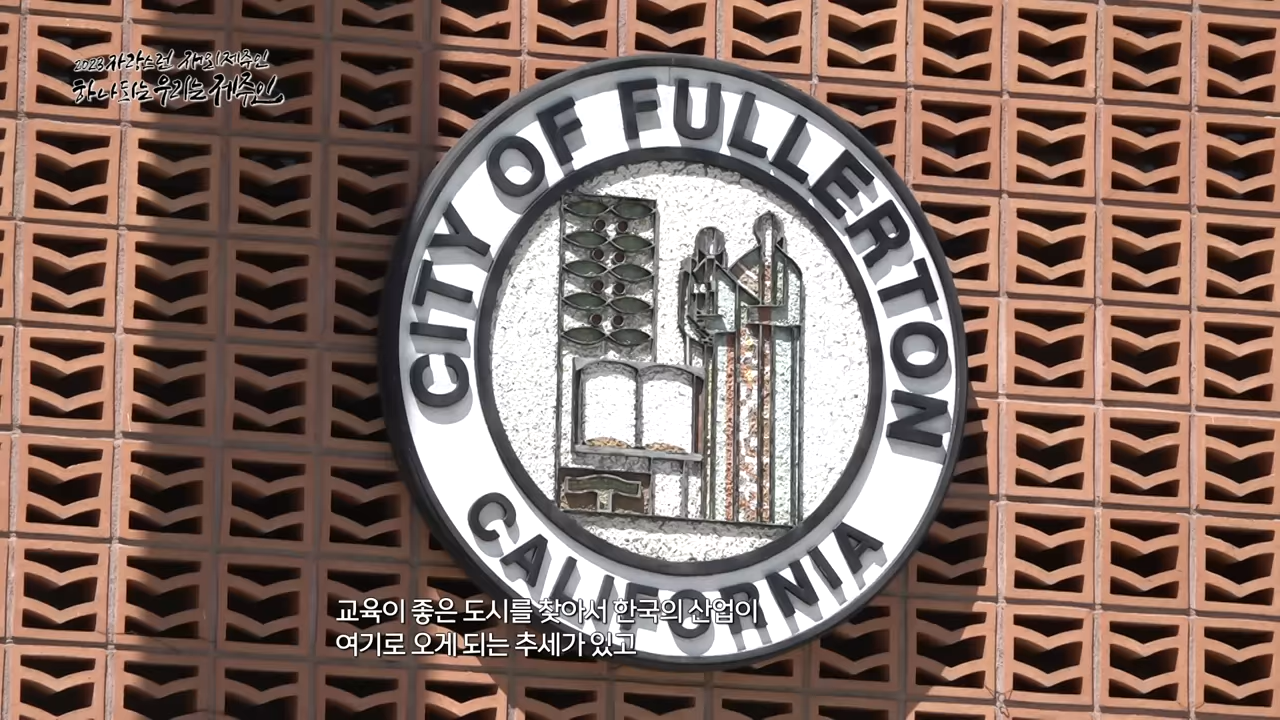 2023 자랑스런 재외제주인
하나되는 우리는 제주인
CITY OF FULLERTON
CALIFORNIA
교육이 좋은 도시를 찾아서 한국의 산업이
여기로 오게 되는 추세가 있고